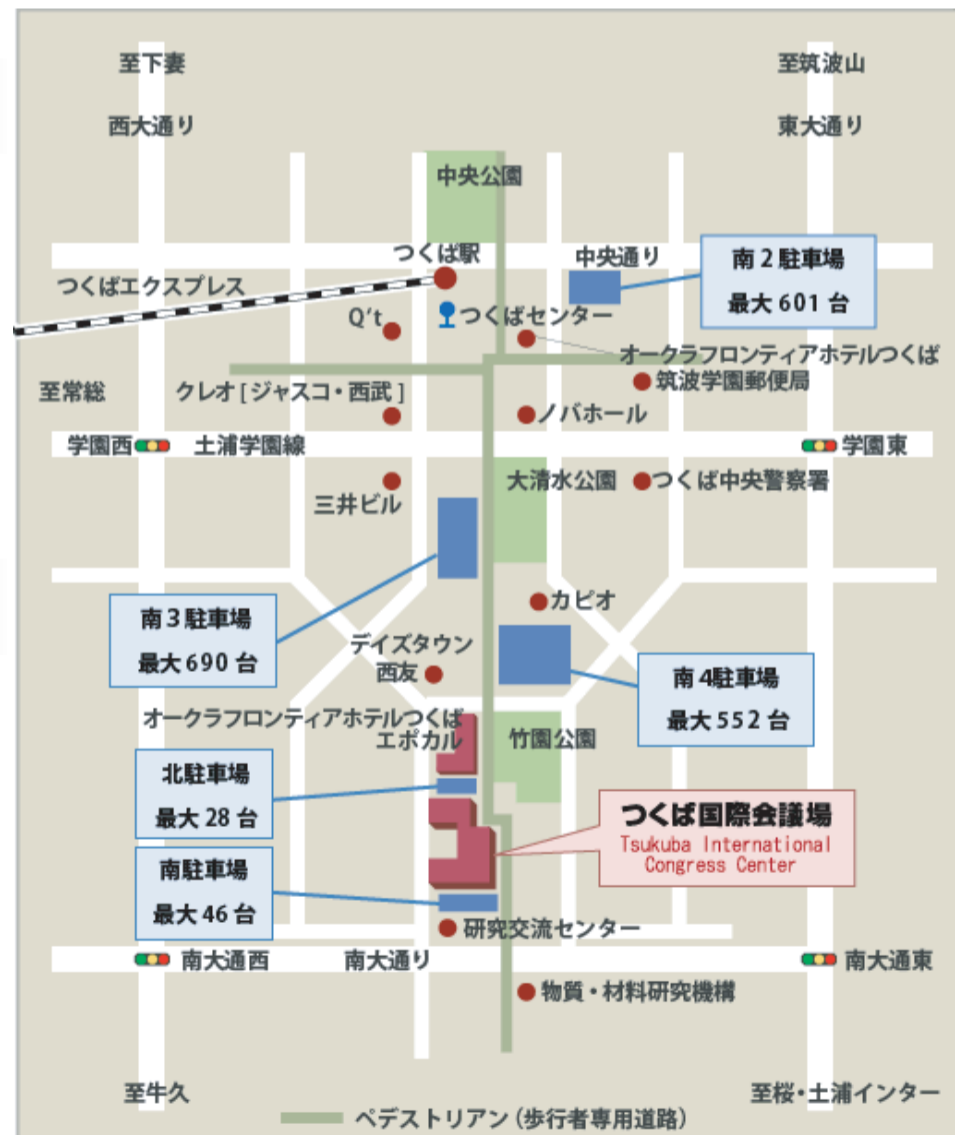 至下妻
至筑波山
西大通り
東大通り
中央公園
つくば駅
中央通り
南2駐車場
最大601台
つくばエクスプレス
Q't
つくばセンター
オークラフロンティアホテルつくば
筑波学園郵便局
至常総
クレオ[ジャスコ・西武]
ノバホール
学園西
土浦学園線
学園東
大清水公園
つくば中央警察署
三井ビル
南3駐車場
最大690台
カピオ
デイズタウン
西友
南4駐車場
最大552台
オークラフロンティアホテルつくば
エポカル
竹園公園
北駐車場
最大28台
つくば国際会議場
Tsukuba International
Congress Center
南駐車場
最大46台
研究交流センター
南大通西
南大通り
南大通東
物質・材料研究機構
至牛久
至桜・土浦インター
ペデストリアン(歩行者専用道路)